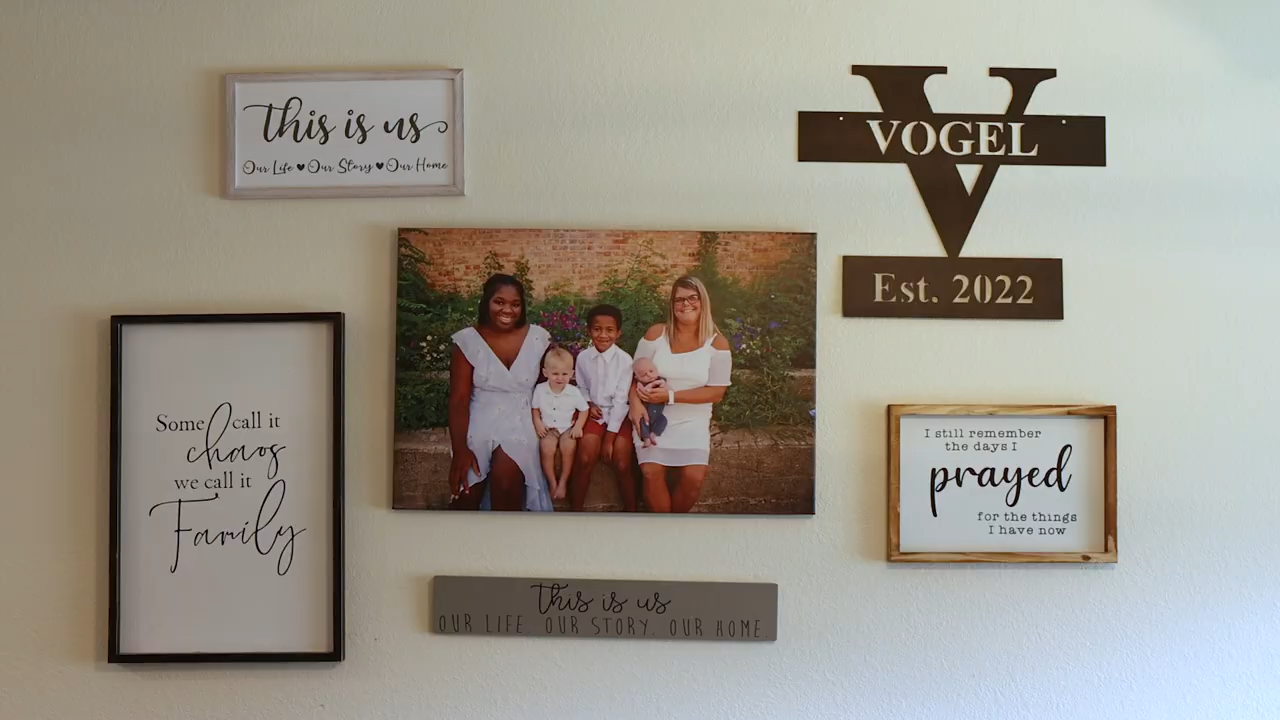 This is us
Our Life ♥ Our Story ♥ Our Home
VOGEL
Est. 2022
Some call it
chaos
we call it
Family
I still remember
the days I
prayed
for the things
I have now
this is us
OUR LIFE. OUR STORY. OUR HOME.